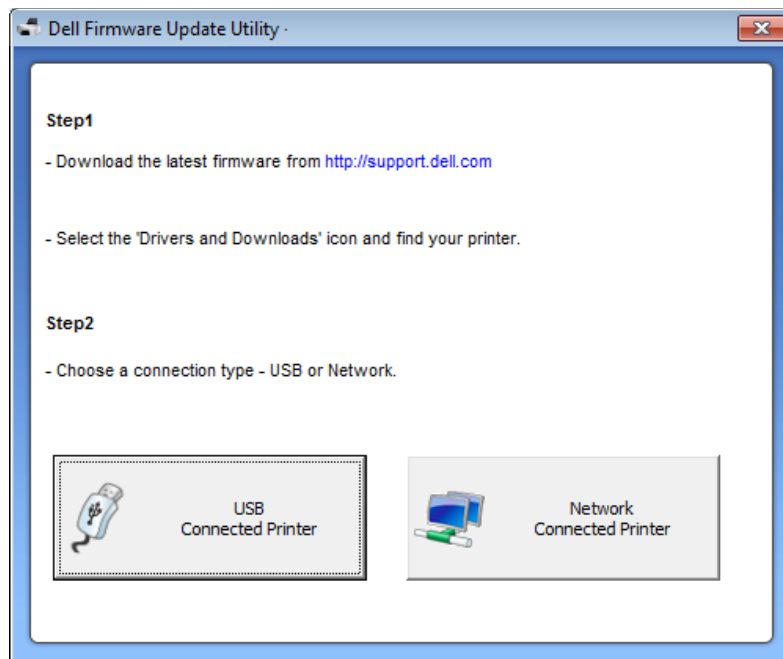 Dell Firmware Update Utility ·
Step1
- Download the latest firmware from http://support.dell.com
- Select the 'Drivers and Downloads' icon and find your printer.
Step2
- Choose a connection type - USB or Network.
USB
Connected Printer
Network
Connected Printer